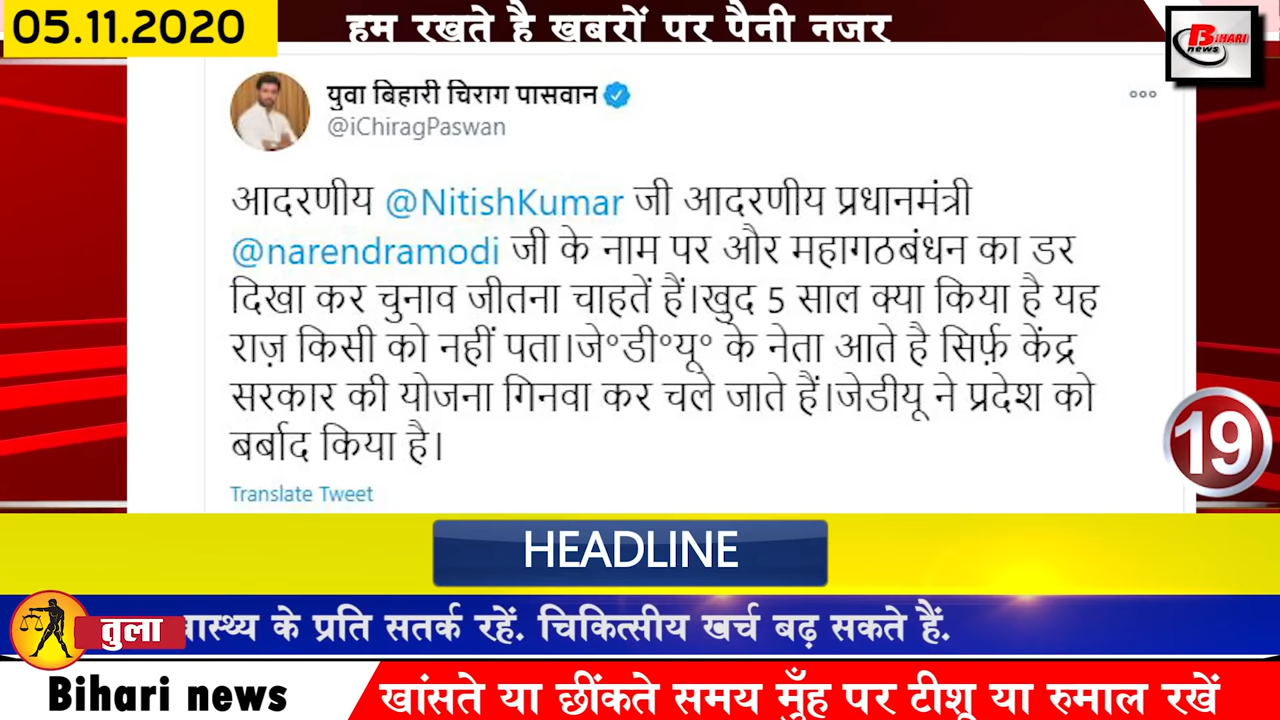 05.11.2020
हम रखते है खबरों पर पैनी नजर
BIHARI
news
युवा बिहारी चिराग पासवान
@iChiragPaswan
आदरणीय @NitishKumar जी आदरणीय प्रधानमंत्री
@narendramodi जी के नाम पर और महागठबंधन का डर
दिखा कर चुनाव जीतना चाहतें हैं।खुद 5 साल क्या किया है यह
राज़ किसी को नहीं पता।जे°डी°यू° के नेता आते है सिर्फ़ केंद्र
सरकार की योजना गिनवा कर चले जाते हैं।जेडीयू ने प्रदेश को
बर्बाद किया है।
Translate Tweet
19
HEADLINE
तुला
वास्थ्य के प्रति सतर्क रहें. चिकित्सीय खर्च बढ़ सकते हैं.
Bihari news
खांसते या छींकते समय मुँह पर टीशू या रुमाल रखें